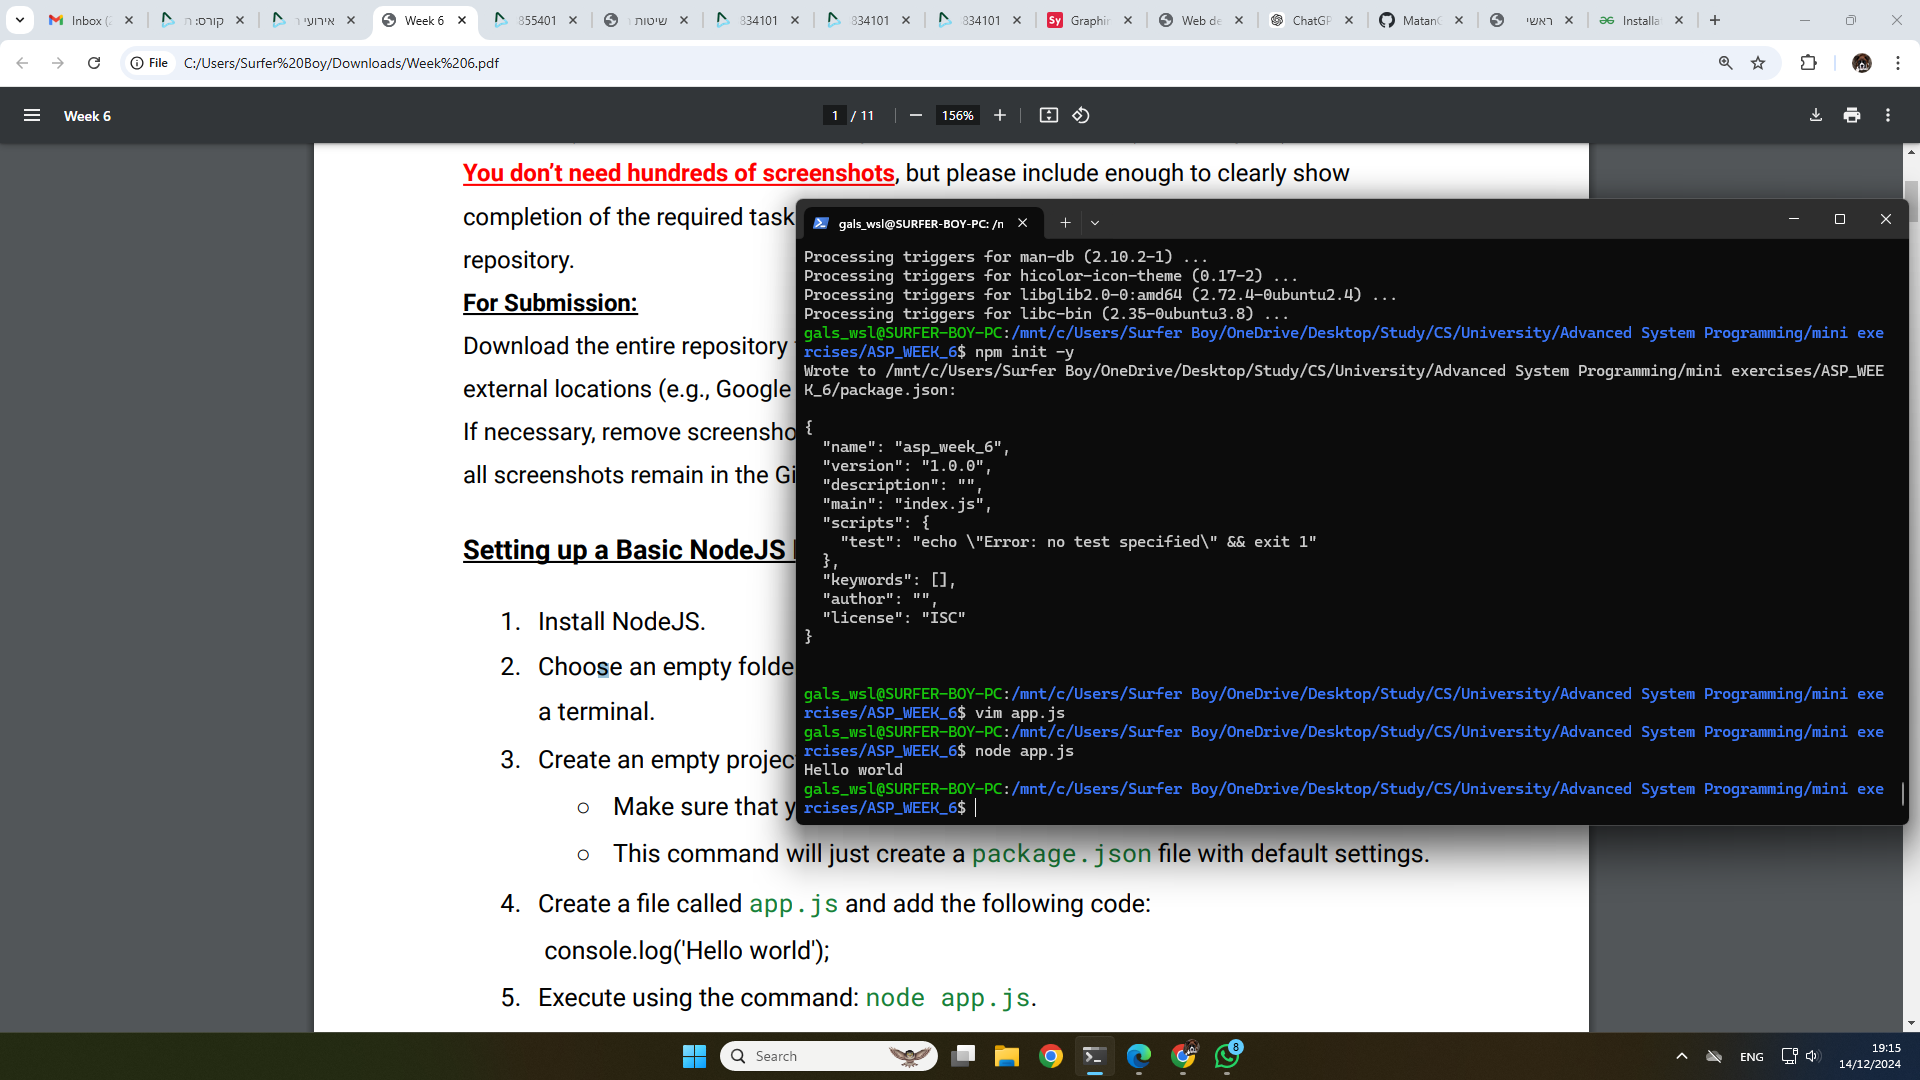 Inbox (
קורס: ח
אירועי ר
Week 6
855401
שיטות ו
834101
834101
834101
Sy Graphin
Web de
ChatGP
MatanC
ראשי
Installa
File C:/Users/Surfer%20Boy/Downloads/Week%206.pdf
Week 6
1 / 11
156%
You don't need hundreds of screenshots, but please include enough to clearly show
completion of the required task
repository.
For Submission:
Download the entire repository
external locations (e.g., Google
If necessary, remove screensho
all screenshots remain in the Gi
Setting up a Basic NodeJS
1. Install NodeJS.
2. Choose an empty folde
a terminal.
3. Create an empty projec
○ Make sure that y
○ This command will just create a package.json file with default settings.
4. Create a file called app.js and add the following code:
console.log('Hello world');
5. Execute using the command: node app.js.
gals_wsl@SURFER-BOY-PC: /n
Processing triggers for man-db (2.10.2-1) ...
Processing triggers for hicolor-icon-theme (0.17-2) ...
Processing triggers for libglib2.0-0:amd64 (2.72.4-0ubuntu2.4) ...
Processing triggers for libc-bin (2.35-0ubuntu3.8) ...
gals_wsl@SURFER-BOY-PC:/mnt/c/Users/Surfer Boy/OneDrive/Desktop/Study/CS/University/Advanced System Programming/mini exe
rcises/ASP_WEEK_6$ npm init -y
Wrote to /mnt/c/Users/Surfer Boy/OneDrive/Desktop/Study/CS/University/Advanced System Programming/mini exercises/ASP_WEE
K_6/package.json:
{
"name": "asp_week_6",
"version": "1.0.0",
"description": "",
"main": "index.js",
"scripts": {
"test": "echo \"Error: no test specified\" && exit 1"
},
"keywords": [],
"author": "",
"license": "ISC"
}
gals_wsl@SURFER-BOY-PC:/mnt/c/Users/Surfer Boy/OneDrive/Desktop/Study/CS/University/Advanced System Programming/mini exe
rcises/ASP_WEEK_6$ vim app.js
gals_wsl@SURFER-BOY-PC:/mnt/c/Users/Surfer Boy/OneDrive/Desktop/Study/CS/University/Advanced System Programming/mini exe
rcises/ASP_WEEK_6$ node app.js
Hello world
gals_wsl@SURFER-BOY-PC:/mnt/c/Users/Surfer Boy/OneDrive/Desktop/Study/CS/University/Advanced System Programming/mini exe
rcises/ASP_WEEK_6$
Search
8
ENG
19:15
14/12/2024